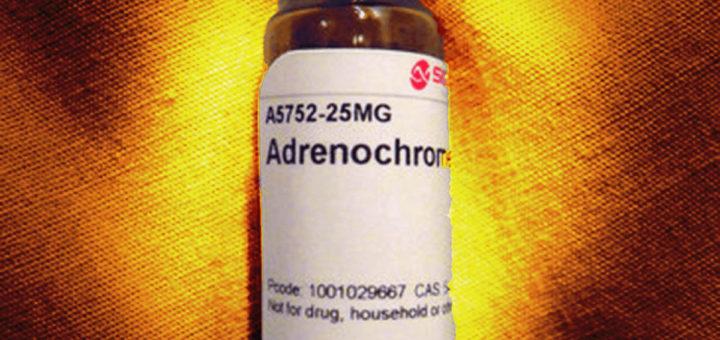 A5752-25MG
Adrenochrom
Pcode: 1001029667 CAS
Not for drug, household or